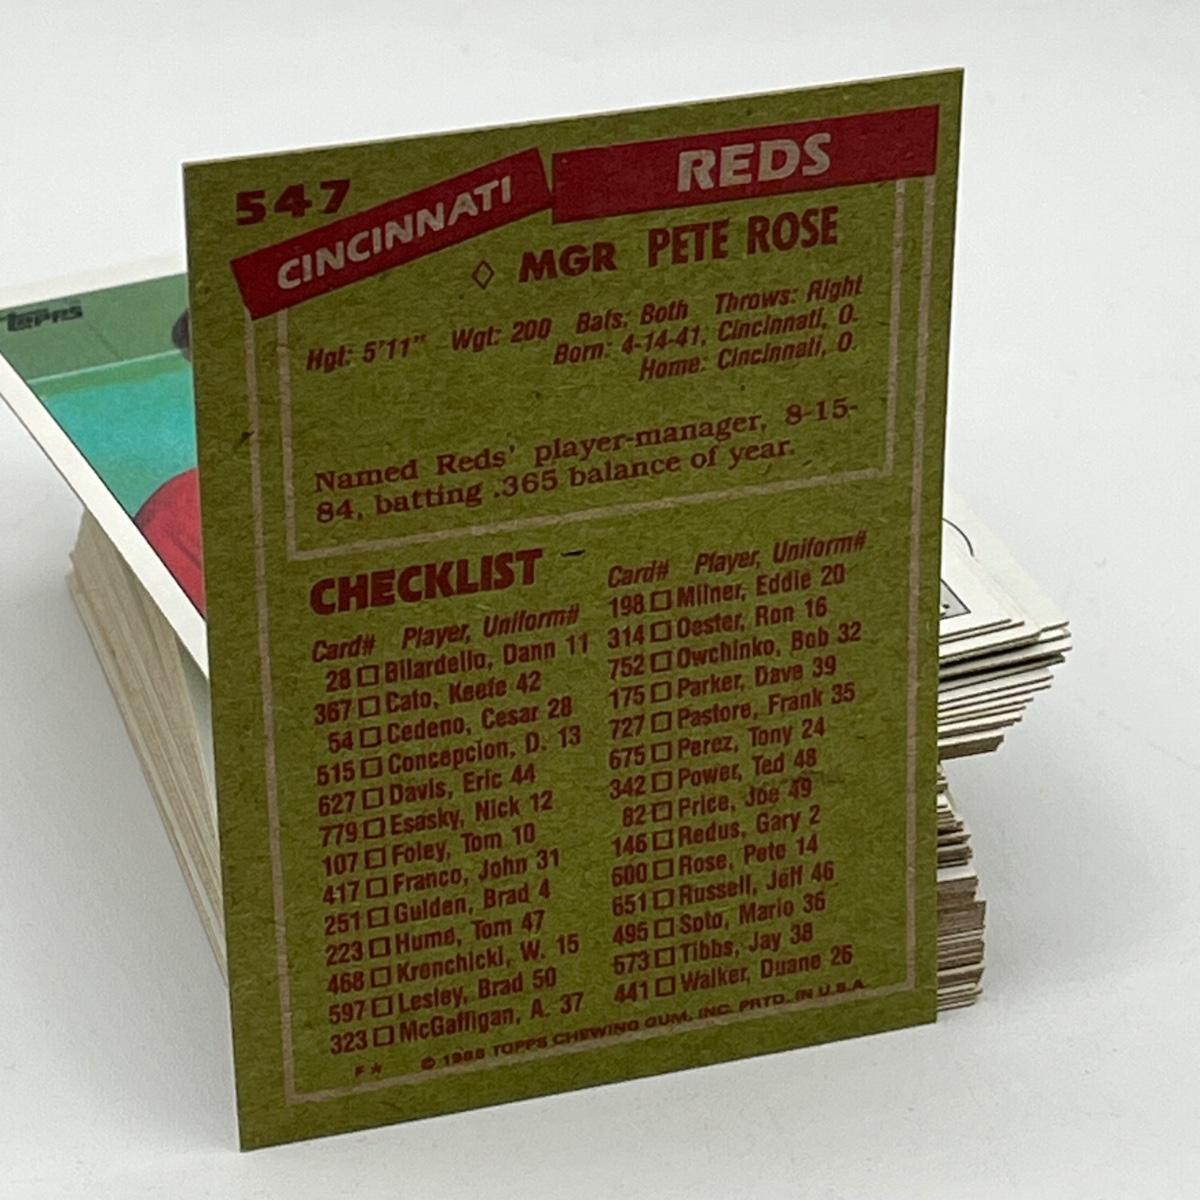 TOPPS
547
CINCINNATI
REDS
◇ MGR PETE ROSE
Hgt: 5'11" Wgt: 200 Bats: Both Throws: Right
Born: 4-14-41, Cincinnati, O.
Home: Cincinnati, O.
Named Reds' player-manager, 8-15-
84, batting .365 balance of year.
CHECKLIST
Card# Player, Uniform#
28 □ Bilardello, Dann 11
367 □ Cato, Keefe 42
54 □ Cedeno, Cesar 28
515 □ Concepcion, D. 13
627 □ Davis, Eric 44
779 □ Esasky, Nick 12
107 □ Foley, Tom 10
417 □ Franco, John 31
251 □ Gulden, Brad 4
223 □ Hume, Tom 47
468 □ Krenchicki, W. 15
597 □ Lesley, Brad 50
323 □ McGaffigan, A. 37
Card# Player, Uniform#
198 □ Milner, Eddie 20
314 □ Oester, Ron 16
752 □ Owchinko, Bob 32
175 □ Parker, Dave 39
727 □ Pastore, Frank 35
675 □ Perez, Tony 24
342 □ Power, Ted 48
82 □ Price, Joe 49
146 □ Redus, Gary 2
600 □ Rose, Pete 14
651 □ Russell, Jeff 46
495 □ Soto, Mario 36
573 □ Tibbs, Jay 38
441 □ Walker, Duane 26
F* © 1985 TOPPS CHEWING GUM, INC. PRTD. IN U.S.A.